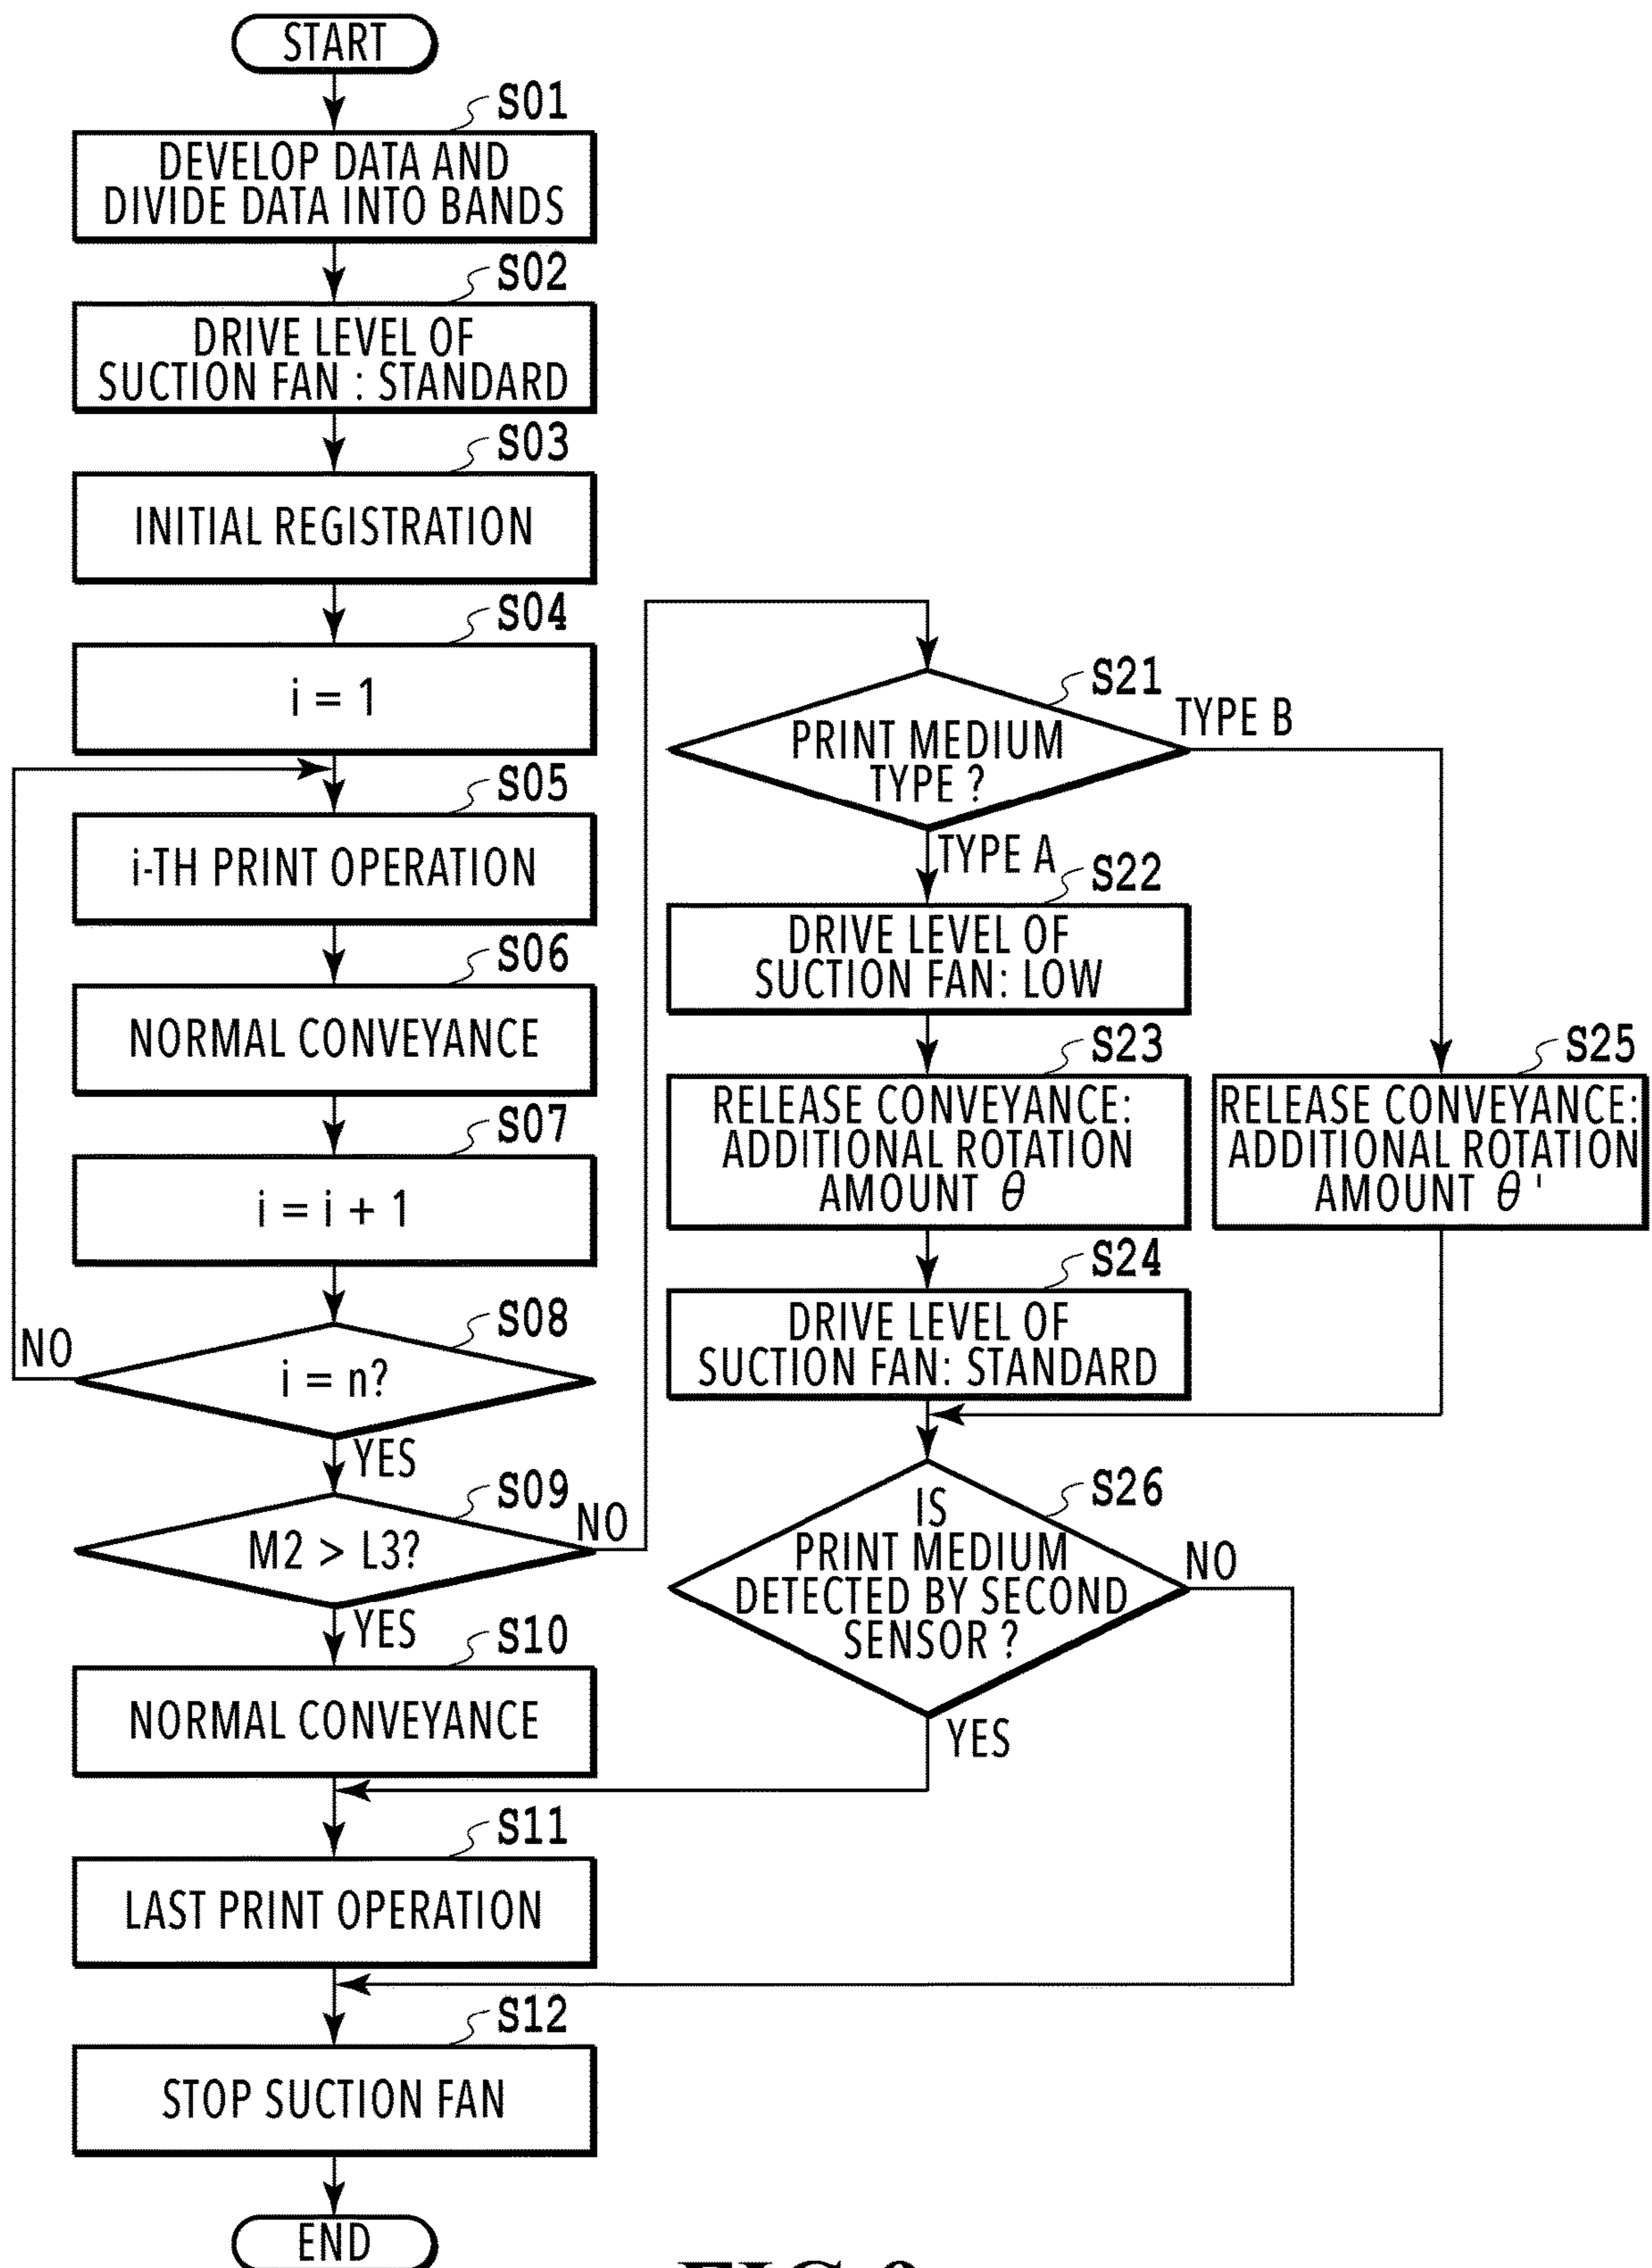 START
S01
DEVELOP DATA AND
DIVIDE DATA INTO BANDS
S02
DRIVE LEVEL OF
SUCTION FAN : STANDARD
S03
INITIAL REGISTRATION
S04
i = 1
S05
i-TH PRINT OPERATION
S06
NORMAL CONVEYANCE
S07
i = i + 1
S08
i = n?
NO
YES
S09
M2 > L3?
NO
YES
S10
NORMAL CONVEYANCE
S11
LAST PRINT OPERATION
S12
STOP SUCTION FAN
END
S21
PRINT MEDIUM
TYPE ?
TYPE B
TYPE A
S22
DRIVE LEVEL OF
SUCTION FAN: LOW
S23
RELEASE CONVEYANCE:
ADDITIONAL ROTATION
AMOUNT θ
S25
RELEASE CONVEYANCE:
ADDITIONAL ROTATION
AMOUNT θ '
S24
DRIVE LEVEL OF
SUCTION FAN: STANDARD
S26
IS
PRINT MEDIUM
DETECTED BY SECOND
SENSOR ?
NO
YES